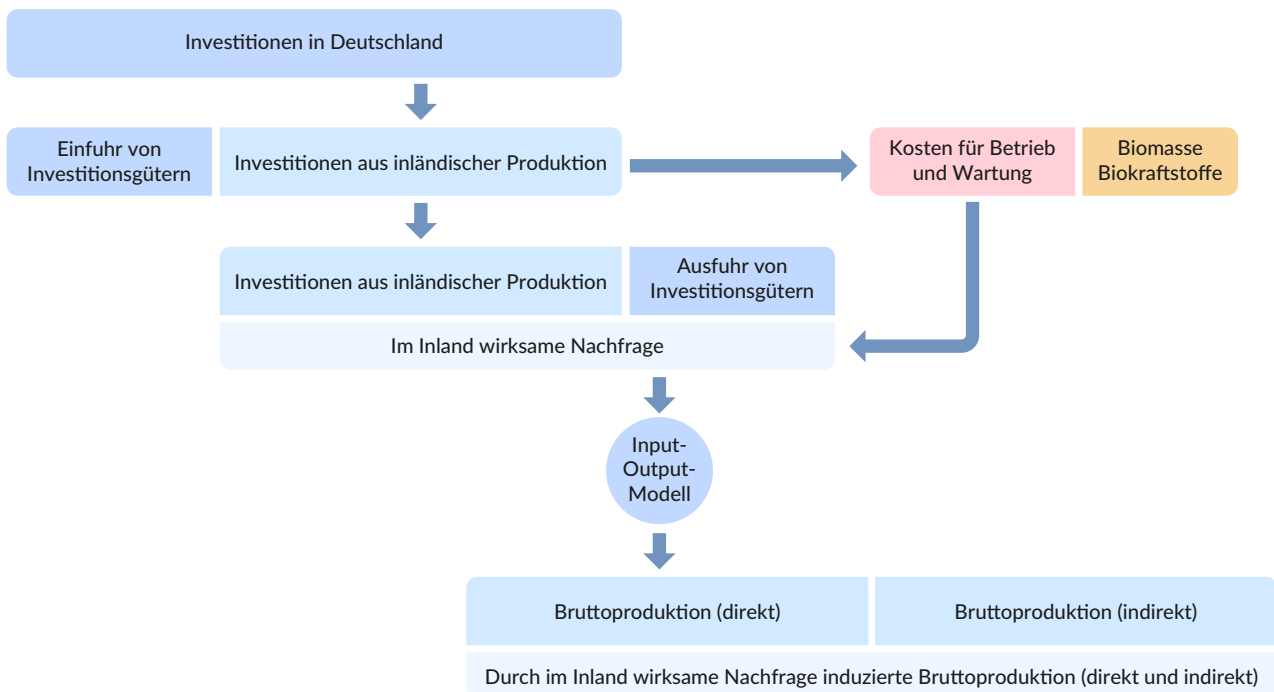 Investitionen in Deutschland
Einfuhr von
Investitionsgütern
Investitionen aus inländischer Produktion
Kosten für Betrieb
und Wartung
Biomasse
Biokraftstoffe
Investitionen aus inländischer Produktion
Ausfuhr von
Investitionsgütern
Im Inland wirksame Nachfrage
Input-
Output-
Modell
Bruttoproduktion (direkt)
Bruttoproduktion (indirekt)
Durch im Inland wirksame Nachfrage induzierte Bruttoproduktion (direkt und indirekt)